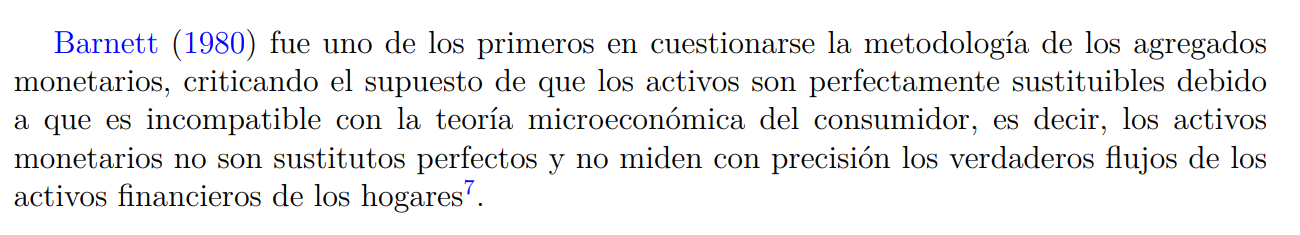 Barnett (1980) fue uno de los primeros en cuestionarse la metodología de los agregados
monetarios, criticando el supuesto de que los activos son perfectamente sustituibles debido
a que es incompatible con la teoría microeconómica del consumidor, es decir, los activos
monetarios no son sustitutos perfectos y no miden con precisión los verdaderos flujos de los
activos financieros de los hogares7.